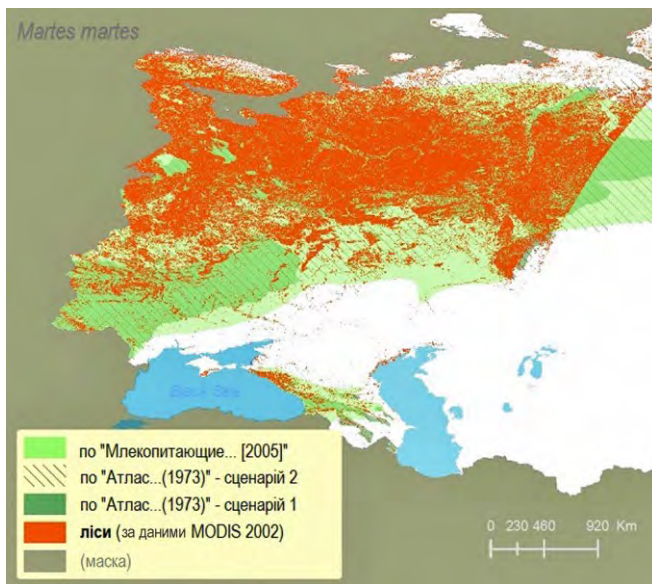 Martes martes
Black Sea
по "Млекопитающие... [2005]"
по "Атлас...(1973)" - сценарій 2
по "Атлас...(1973)" - сценарій 1
ліси (за даними MODIS 2002)
(маска)
0 230 460 920 Km